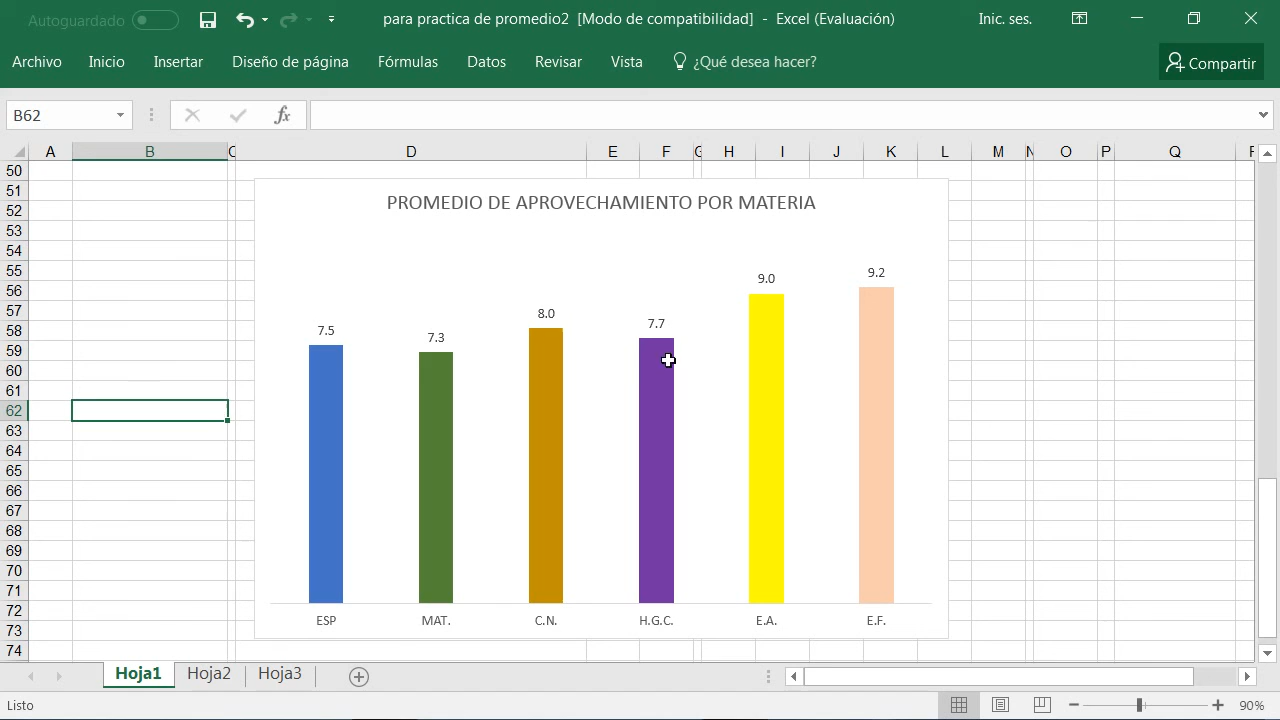 Autoguardado para practica de promedio2 [Modo de compatibilidad] - Excel (Evaluación) Inic. ses.
Archivo Inicio Insertar Diseño de página Fórmulas Datos Revisar Vista ¿Qué desea hacer? Compartir
B62 fx
A B C D E F G H I J K L M N O P Q
50
51
52
53
54
55
56
57
58
59
60
61
62
63
64
65
66
67
68
69
70
71
72
73
74
PROMEDIO DE APROVECHAMIENTO POR MATERIA
7.5 7.3 8.0 7.7 9.0 9.2
ESP MAT. C.N. H.G.C. E.A. E.F.
Hoja1 Hoja2 Hoja3
Listo 90%